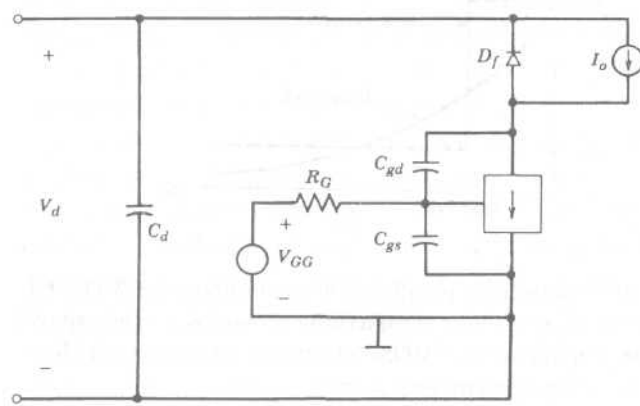 +
D_f
I_o
C_gd
R_G
V_d
+
C_d
V_GG
C_gs
−
−